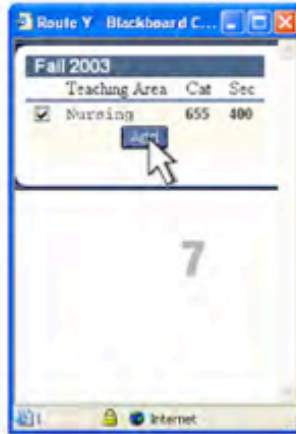 Route Y - Blackboard C...
Fall 2003
Teaching Area Cat Sec
Nursing 655 400
Add
7
Internet